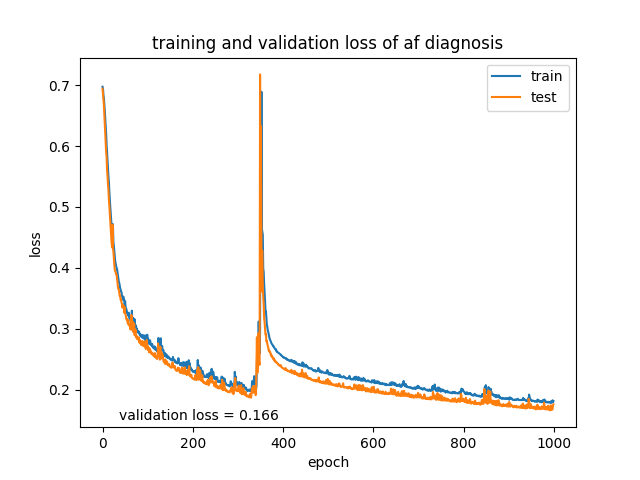 training and validation loss of af diagnosis
train
test
0.7
0.6
0.5
0.4
0.3
0.2
loss
validation loss = 0.166
0
200
400
600
800
1000
epoch